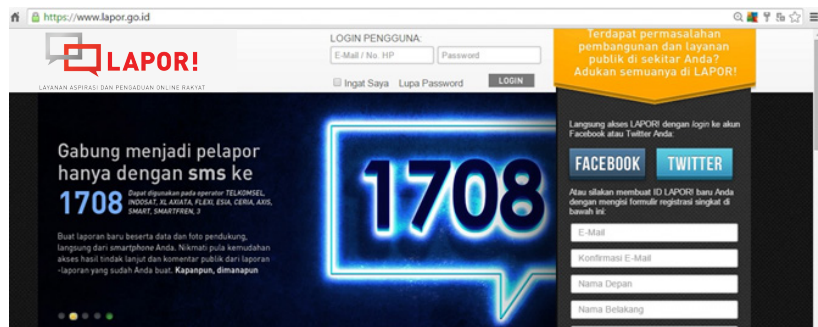 https://www.lapor.go.id
LAPOR!
LAYANAN ASPIRASI DAN PENGADUAN ONLINE RAKYAT
LOGIN PENGGUNA:
E-Mail / No. HP
Password
Ingat Saya
Lupa Password
LOGIN
Terdapat permasalahan
pembangunan dan layanan
publik di sekitar Anda?
Adukan semuanya di LAPOR!
Gabung menjadi pelapor
hanya dengan sms ke
1708
Dapat digunakan pada operator TELKOMSEL,
INDOSAT, XL AXIATA, FLEXI, ESIA, CERIA, AXIS,
SMART, SMARTFREN, 3
Buat laporan baru beserta data dan foto pendukung,
langsung dari smartphone Anda. Nikmati pula kemudahan
akses hasil tindak lanjut dan komentar publik dari laporan
-laporan yang sudah Anda buat. Kapanpun, dimanapun
1708
Langsung akses LAPOR! dengan login ke akun
Facebook atau Twitter Anda:
FACEBOOK
TWITTER
Atau silakan membuat ID LAPOR! baru Anda
dengan mengisi formulir registrasi singkat di
bawah ini:
E-Mail
Konfirmasi E-Mail
Nama Depan
Nama Belakang